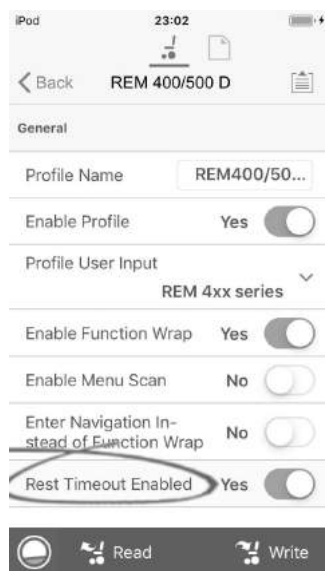 iPod 23:02
Back REM 400/500 D
General
Profile Name REM400/50...
Enable Profile Yes
Profile User Input
REM 4xx series
Enable Function Wrap Yes
Enable Menu Scan No
Enter Navigation In-
stead of Function Wrap No
Rest Timeout Enabled Yes
Read Write